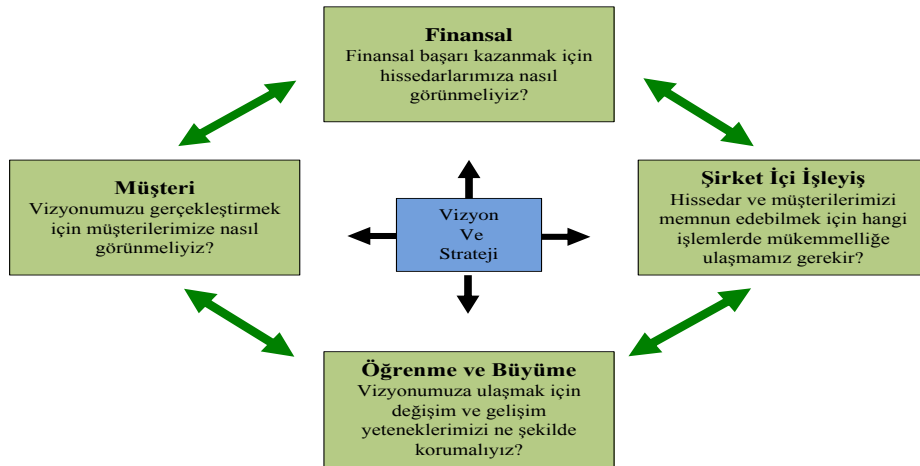 Finansal
Finansal başarı kazanmak için
hissedarlarımıza nasıl
görünmeliyiz?
Müşteri
Vizyonumuzu gerçekleştirmek
için müşterilerimize nasıl
görünmeliyiz?
Vizyon
Ve
Strateji
Şirket İçi İşleyiş
Hissedar ve müşterilerimizi
memnun edebilmek için hangi
işlemlerde mükemmelliğe
ulaşmamız gerekir?
Öğrenme ve Büyüme
Vizyonumuza ulaşmak için
değişim ve gelişim
yeteneklerimizi ne şekilde
korumalıyız?